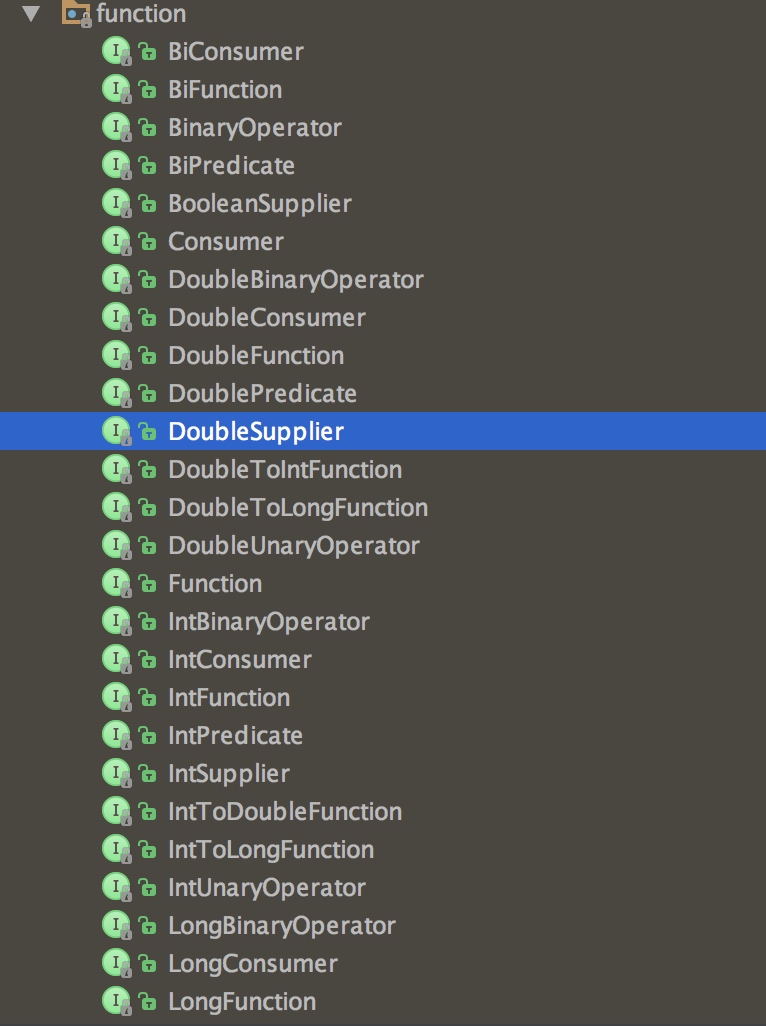 function
BiConsumer
BiFunction
BinaryOperator
BiPredicate
BooleanSupplier
Consumer
DoubleBinaryOperator
DoubleConsumer
DoubleFunction
DoublePredicate
DoubleSupplier
DoubleToIntFunction
DoubleToLongFunction
DoubleUnaryOperator
Function
IntBinaryOperator
IntConsumer
IntFunction
IntPredicate
IntSupplier
IntToDoubleFunction
IntToLongFunction
IntUnaryOperator
LongBinaryOperator
LongConsumer
LongFunction